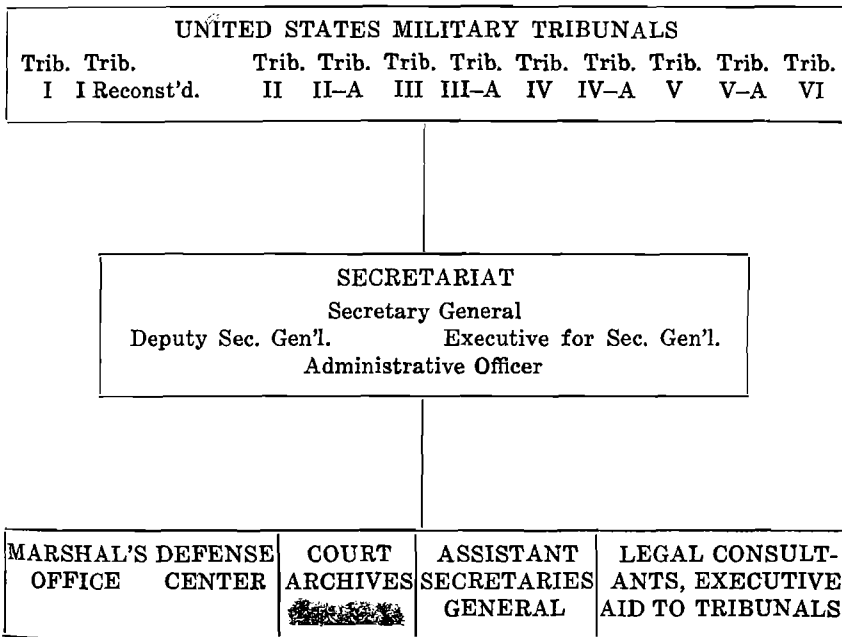 UNITED STATES MILITARY TRIBUNALS
Trib. Trib. Trib. Trib. Trib. Trib. Trib. Trib. Trib. Trib. Trib.
I I Reconst'd. II II–A III III–A IV IV–A V V–A VI
SECRETARIAT
Secretary General
Deputy Sec. Gen'l. Executive for Sec. Gen'l.
Administrative Officer
MARSHAL'S DEFENSE COURT ASSISTANT LEGAL CONSULT-
OFFICE CENTER ARCHIVES SECRETARIES ANTS, EXECUTIVE
GENERAL AID TO TRIBUNALS